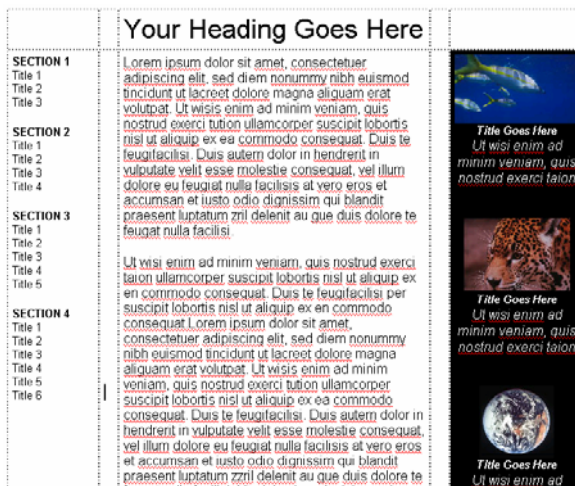 Your Heading Goes Here
SECTION 1
Title 1
Title 2
Title 3
SECTION 2
Title 1
Title 2
Title 3
Title 4
SECTION 3
Title 1
Title 2
Title 3
Title 4
Title 5
SECTION 4
Title 1
Title 2
Title 3
Title 4
Title 5
Title 6
Lorem ipsum dolor sit amet, consectetuer
adipiscing elit, sed diem nonummy nibh euismod
tincidunt ut lacreet dolore magna aliguam erat
volutpat. Ut wisis enim ad minim veniam, quis
nostrud exerci tution ullamcorper suscipit lobortis
nisl ut aliquip ex ea commodo consequat. Duis te
feugifacilisi. Duis autem dolor in hendrerit in
vulputate velit esse molestie consequat, vel illum
dolore eu feugiat nulla facilisis at vero eros et
accumsan et iusto odio dignissim qui blandit
praesent luptatum zril delenit au gue duis dolore te
feugat nulla facilisi.
Ut wisi enim ad minim veniam, quis nostrud exerci
taion ullamcorper suscipit lobortis nisl ut aliquip ex
en commodo consequat. Duis te feugifacilisi per
suscipit lobortis nisl ut aliquip ex en commodo
consequat.Lorem ipsum dolor sit amet,
consectetuer adipiscing elit, sed diem nonummy
nibh euismod tincidunt ut lacreet dolore magna
aliguam erat volutpat. Ut wisis enim ad minim
veniam, quis nostrud exerci tution ullamcorper
suscipit lobortis nisl ut aliquip ex ea commodo
consequat. Duis te feugifacilisi. Duis autem dolor in
hendrerit in vulputate velit esse molestie consequat,
vel illum dolore eu feugiat nulla facilisis at vero eros
et accumsan et iusto odio dignissim qui blandit
praesent luptatum zzril delenit au gue duis dolore te
Title Goes Here
Ut wisi enim ad
minim veniam, quis
nostrud exerci taion
Title Goes Here
Ut wisi enim ad
minim veniam, quis
nostrud exerci taion
Title Goes Here
Ut wisi enim ad